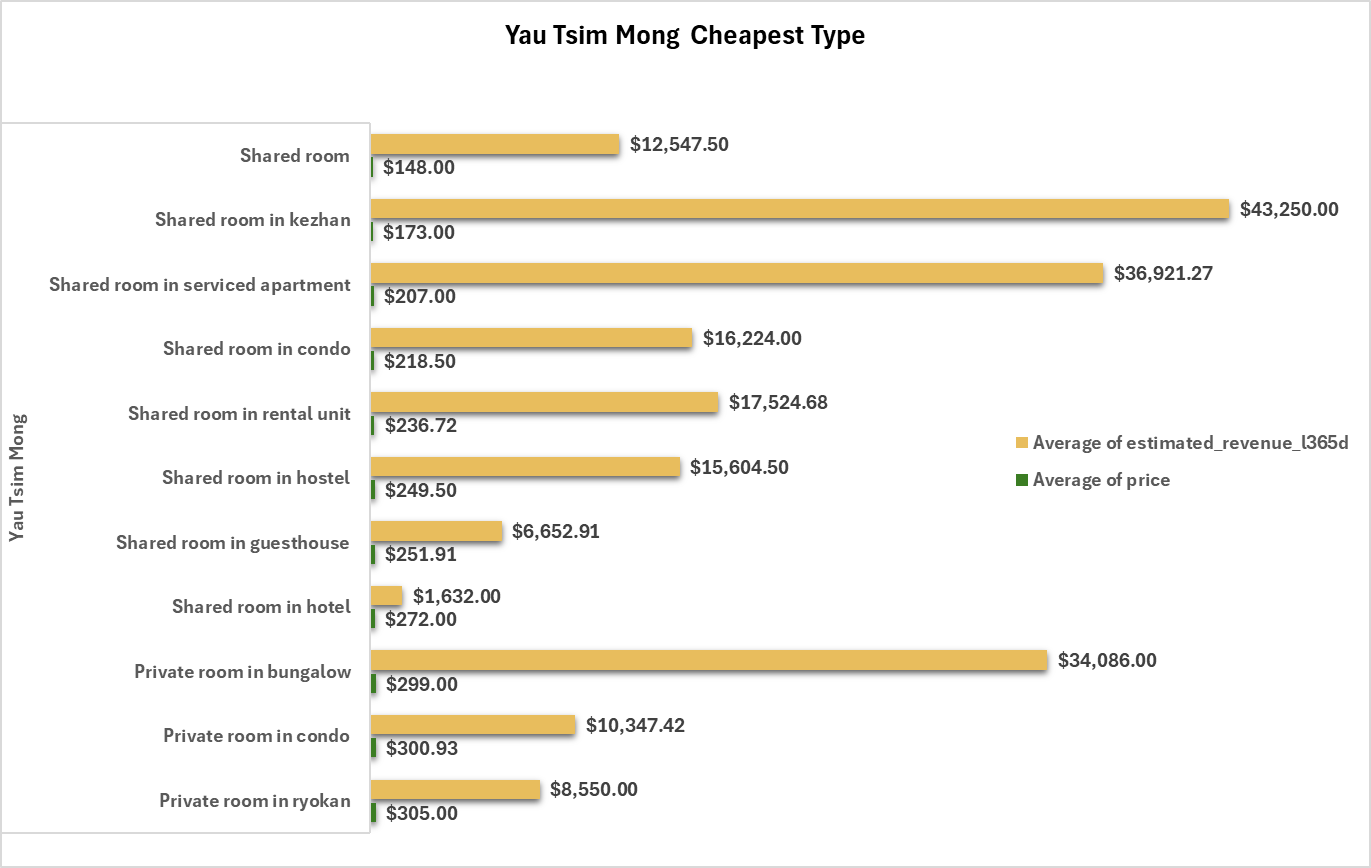 Yau Tsim Mong  Cheapest Type
Shared room
$12,547.50
$148.00
Shared room in kezhan
$43,250.00
$173.00
Shared room in serviced apartment
$36,921.27
$207.00
Shared room in condo
$16,224.00
$218.50
Shared room in rental unit
$17,524.68
$236.72
Shared room in hostel
$15,604.50
$249.50
Shared room in guesthouse
$6,652.91
$251.91
Shared room in hotel
$1,632.00
$272.00
Private room in bungalow
$34,086.00
$299.00
Private room in condo
$10,347.42
$300.93
Private room in ryokan
$8,550.00
$305.00
Yau Tsim Mong
Average of estimated_revenue_l365d
Average of price